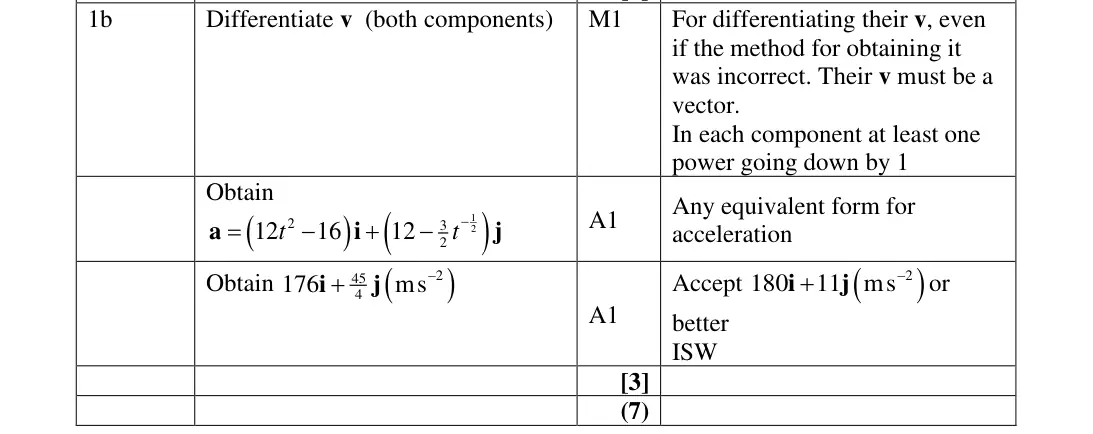 1b Differentiate v (both components) M1 For differentiating their v, even
if the method for obtaining it
was incorrect. Their v must be a
vector.
In each component at least one
power going down by 1
Obtain
a = (12t² − 16)i + (12 − 3/2 t^(−1/2))j A1 Any equivalent form for
acceleration
Obtain 176i + 45/4 j (ms⁻²) A1 Accept 180i + 11j (ms⁻²) or
better
ISW
[3]
(7)